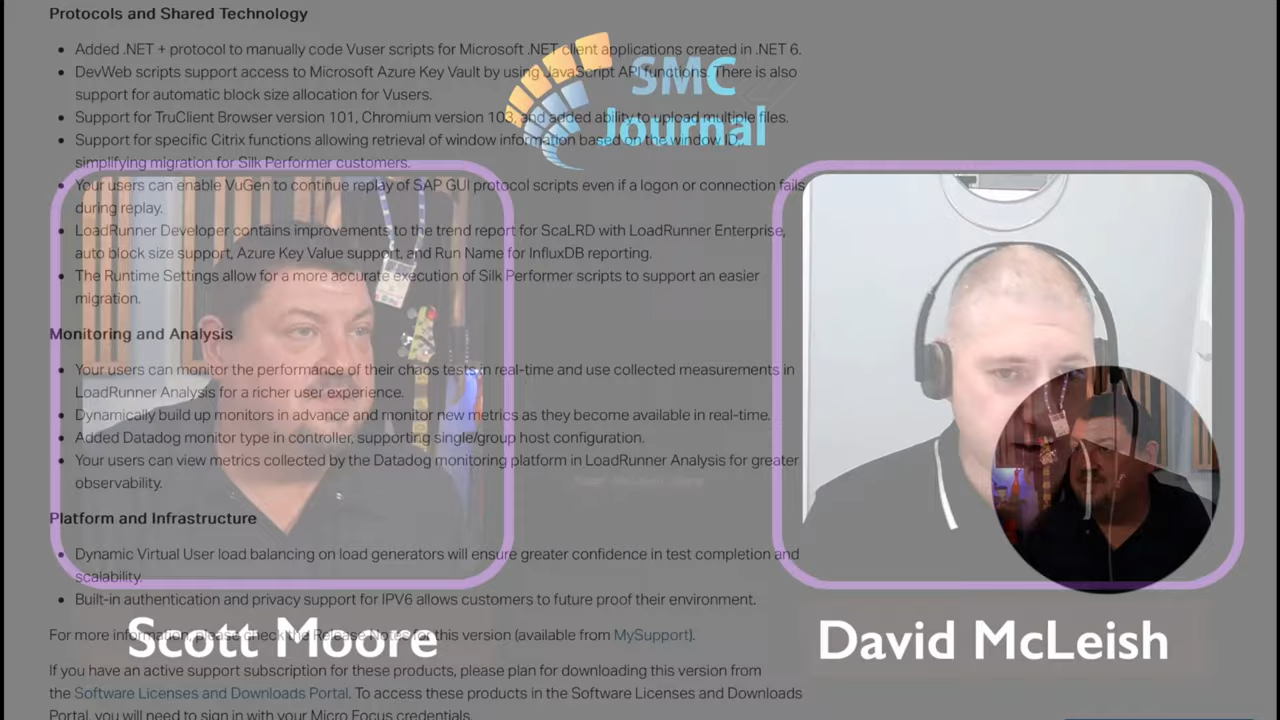 Protocols and Shared Technology
Added .NET + protocol to manually code Vuser scripts for Microsoft .NET client applications created in .NET 6.
DevWeb scripts support access to Microsoft Azure Key Vault by using JavaScript API functions. There is also
support for automatic block size allocation for Vusers.
Support for TruClient Browser version 101, Chromium version 103, and added ability to upload multiple files.
Support for specific Citrix functions allowing retrieval of window information based on the window ID,
simplifying migration for Silk Performer customers.
Your users can enable VuGen to continue replay of SAP GUI protocol scripts even if a logon or connection fails
during replay.
LoadRunner Developer contains improvements to the trend report for ScaLRD with LoadRunner Enterprise,
auto block size support, Azure Key Value support, and Run Name for InfluxDB reporting.
The Runtime Settings allow for a more accurate execution of Silk Performer scripts to support an easier
migration.
Monitoring and Analysis
Your users can monitor the performance of their chaos tests in real-time and use collected measurements in
LoadRunner Analysis for a richer user experience.
Dynamically build up monitors in advance and monitor new metrics as they become available in real-time.
Added Datadog monitor type in controller, supporting single/group host configuration.
Your users can view metrics collected by the Datadog monitoring platform in LoadRunner Analysis for greater
observability.
Platform and Infrastructure
Dynamic Virtual User load balancing on load generators will ensure greater confidence in test completion and
scalability.
Built-in authentication and privacy support for IPV6 allows customers to future proof their environment.
For more information, please check the Release Notes for this version (available from MySupport).
If you have an active support subscription for these products, please plan for downloading this version from
the Software Licenses and Downloads Portal. To access these products in the Software Licenses and Downloads
Portal, you will need to sign in with your Micro Focus credentials.
SMC
Journal
Scott Moore
David McLeish